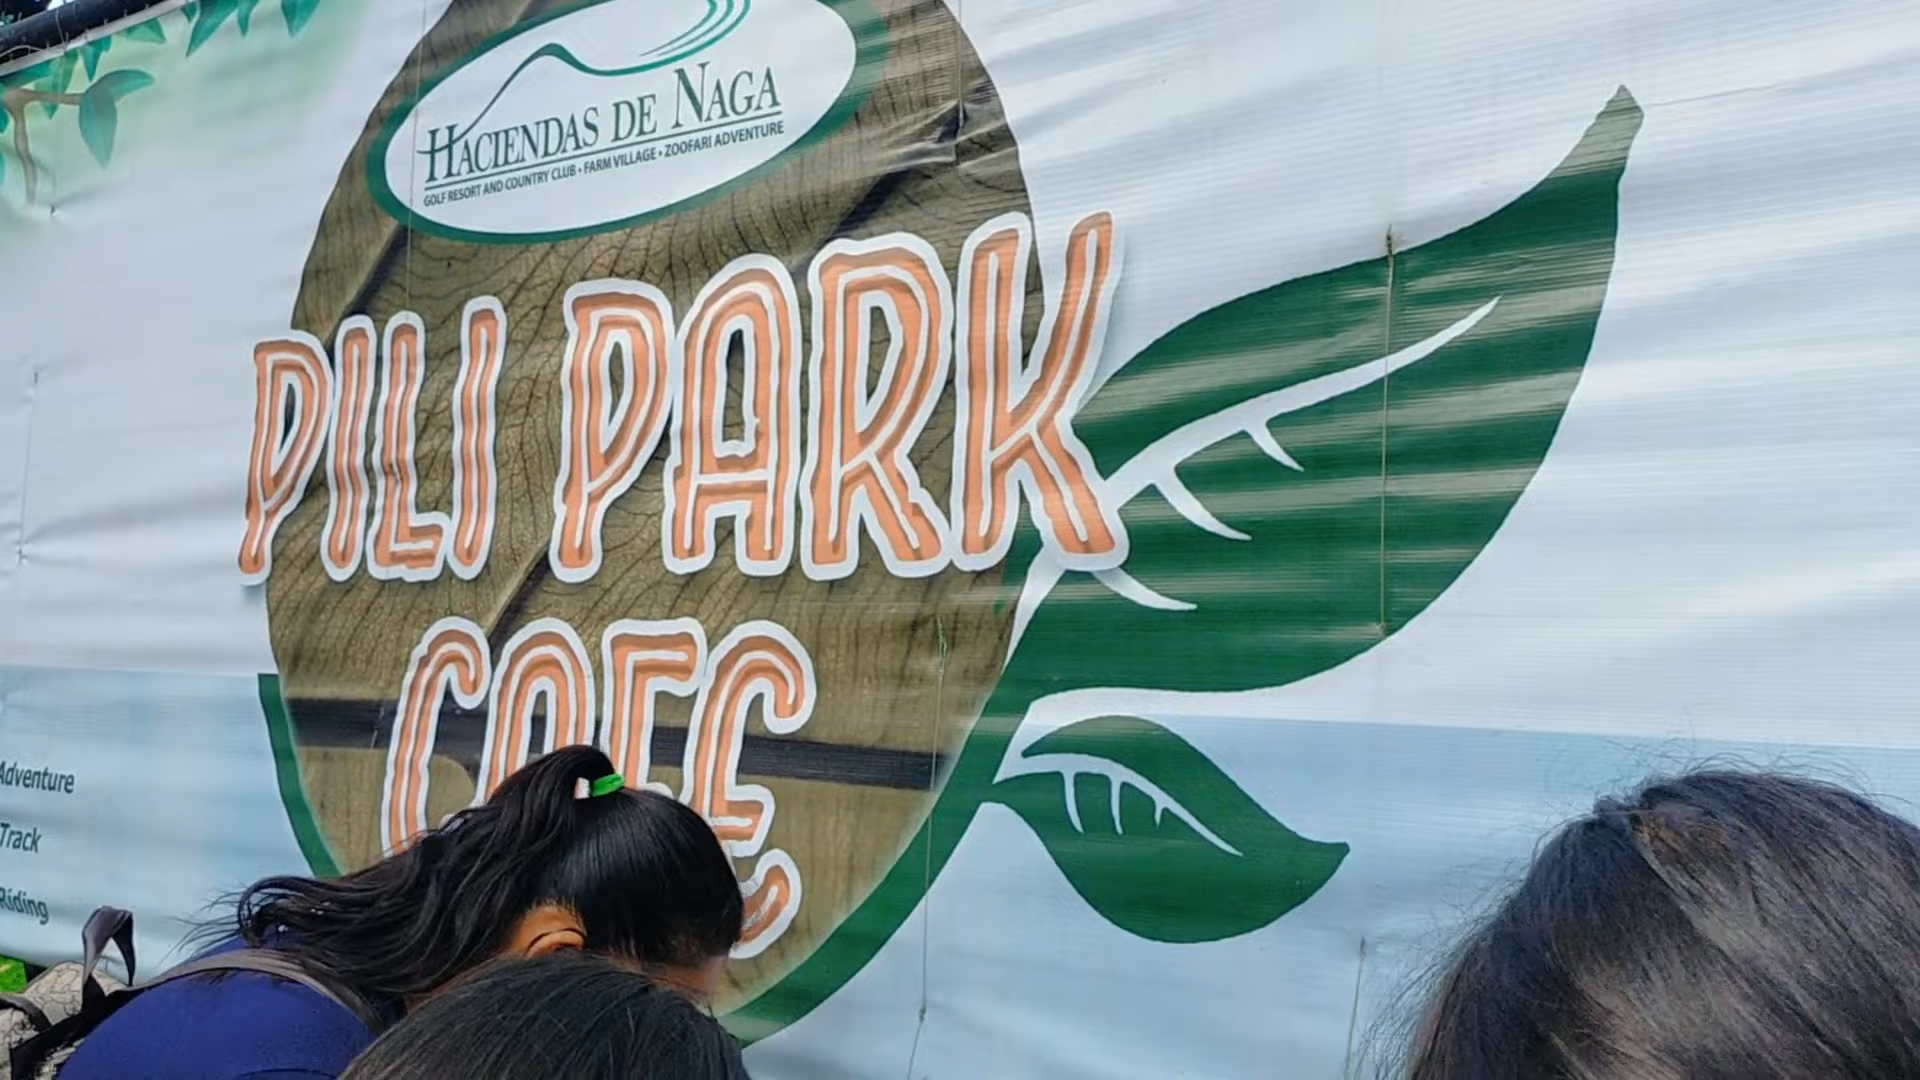 HACIENDAS DE NAGA
GOLF RESORT AND COUNTRY CLUB • FARM VILLAGE • ZOOFARI ADVENTURE
PILI PARK
Adventure
Track
Riding